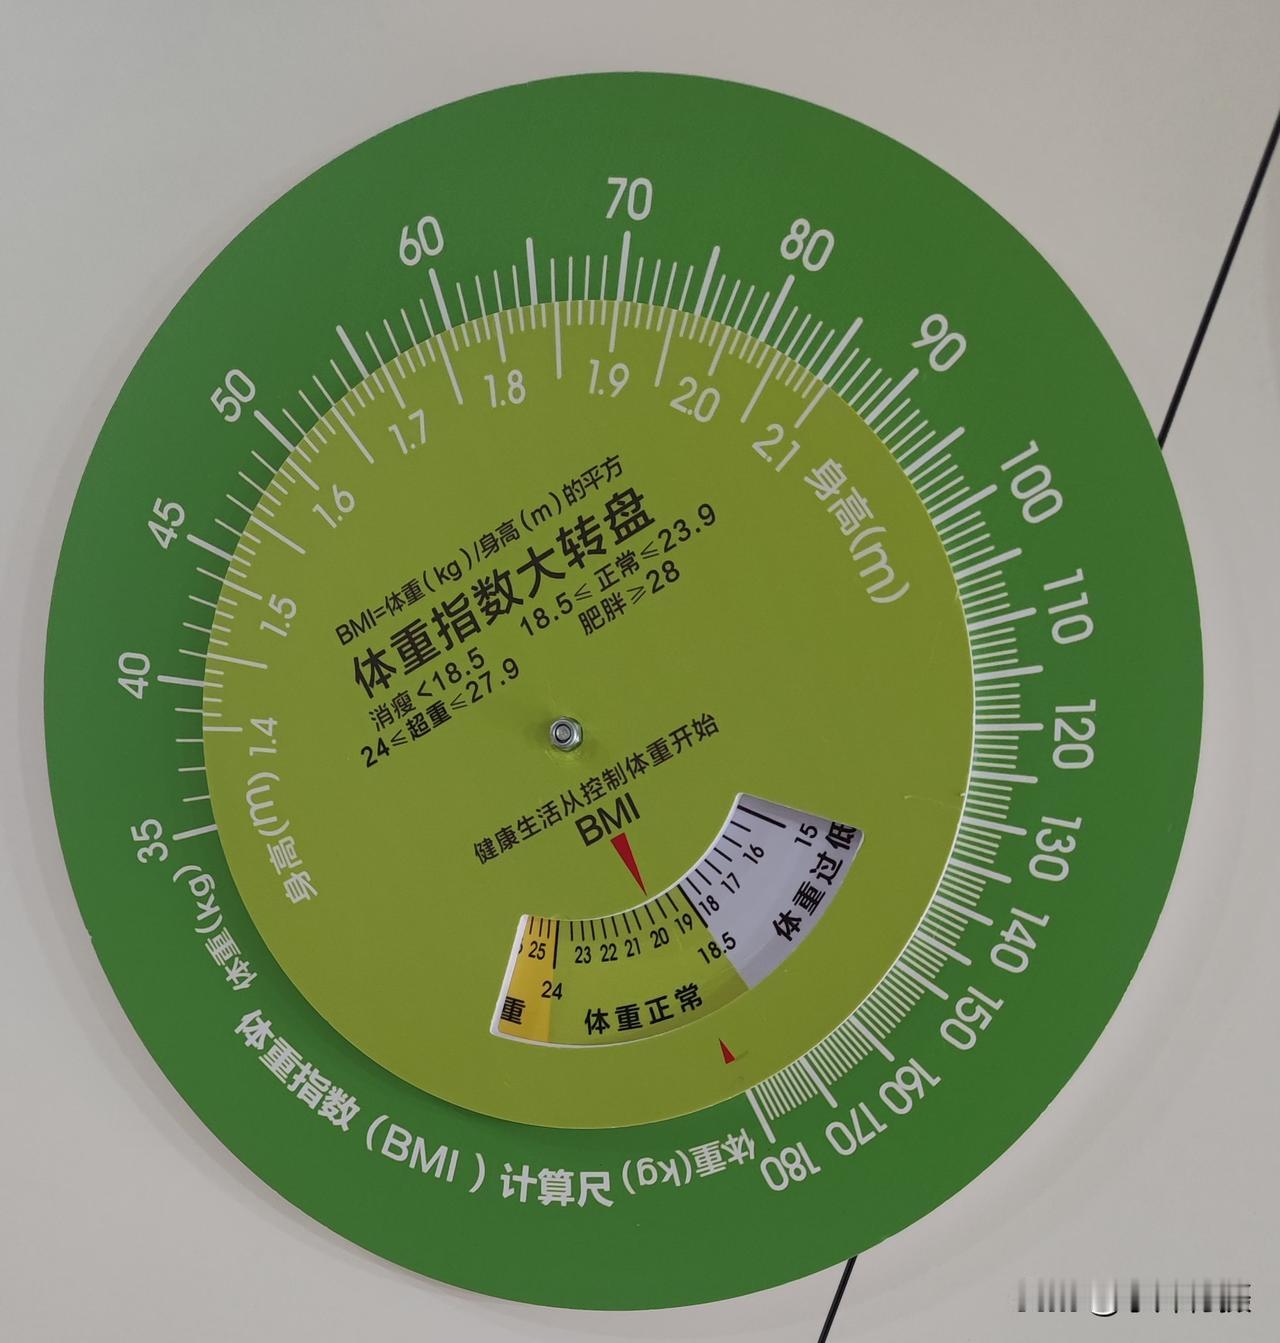 35 40 45 50 60 70 80 90 100 110 120 130 140 150 160 170 180
体重(kg)
体重(kg)
身高(m) 1.4 1.5 1.6 1.7 1.8 1.9 2.0 2.1 身高(m)
BMI=体重(kg)/身高(m)的平方
体重指数大转盘
消瘦<18.5 18.5≤正常≤23.9
24≤超重≤27.9 肥胖≥28
健康生活从控制体重开始
BMI
25 24 23 22 21 20 19 18.5 18 17 16 15
重 体重正常 体重过低
体重指数(BMI)计算尺